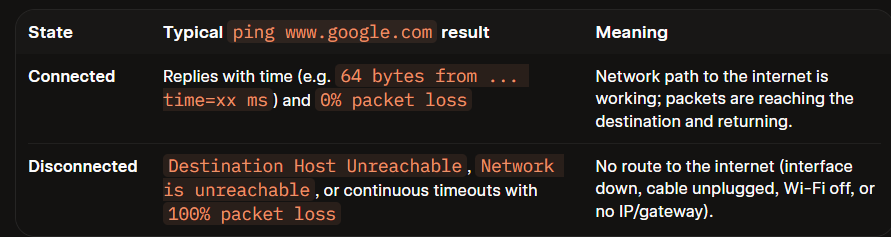 State Typical ping www.google.com result Meaning
Connected Replies with time (e.g. 64 bytes from ... Network path to the internet is
time=xx ms ) and 0% packet loss working; packets are reaching the
destination and returning.
Disconnected Destination Host Unreachable , Network No route to the internet (interface
is unreachable , or continuous timeouts with down, cable unplugged, Wi-Fi off, or
100% packet loss no IP/gateway).